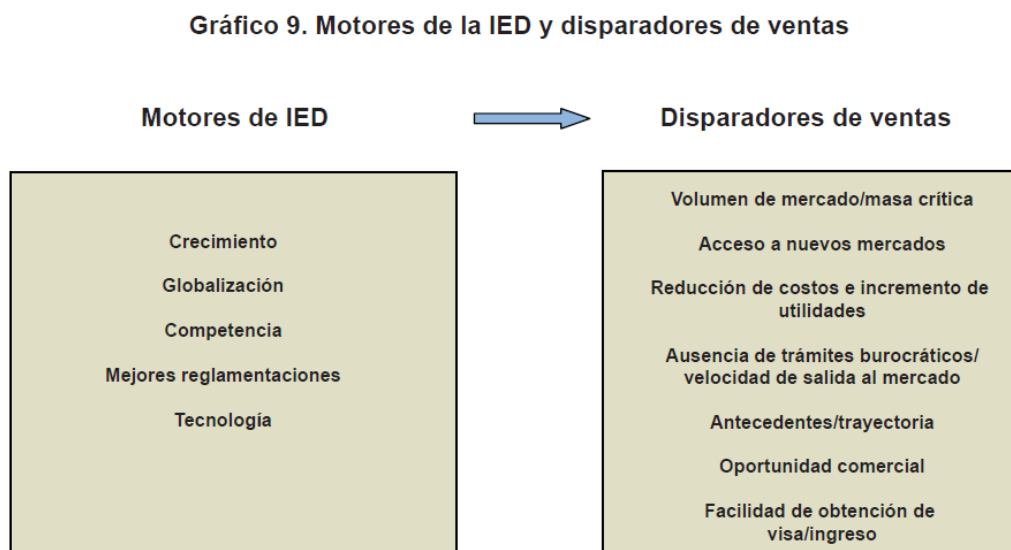 Gráfico 9. Motores de la IED y disparadores de ventas
Motores de IED
Disparadores de ventas
Crecimiento
Globalización
Competencia
Mejores reglamentaciones
Tecnología
Volumen de mercado/masa crítica
Acceso a nuevos mercados
Reducción de costos e incremento de
utilidades
Ausencia de trámites burocráticos/
velocidad de salida al mercado
Antecedentes/trayectoria
Oportunidad comercial
Facilidad de obtención de
visa/ingreso